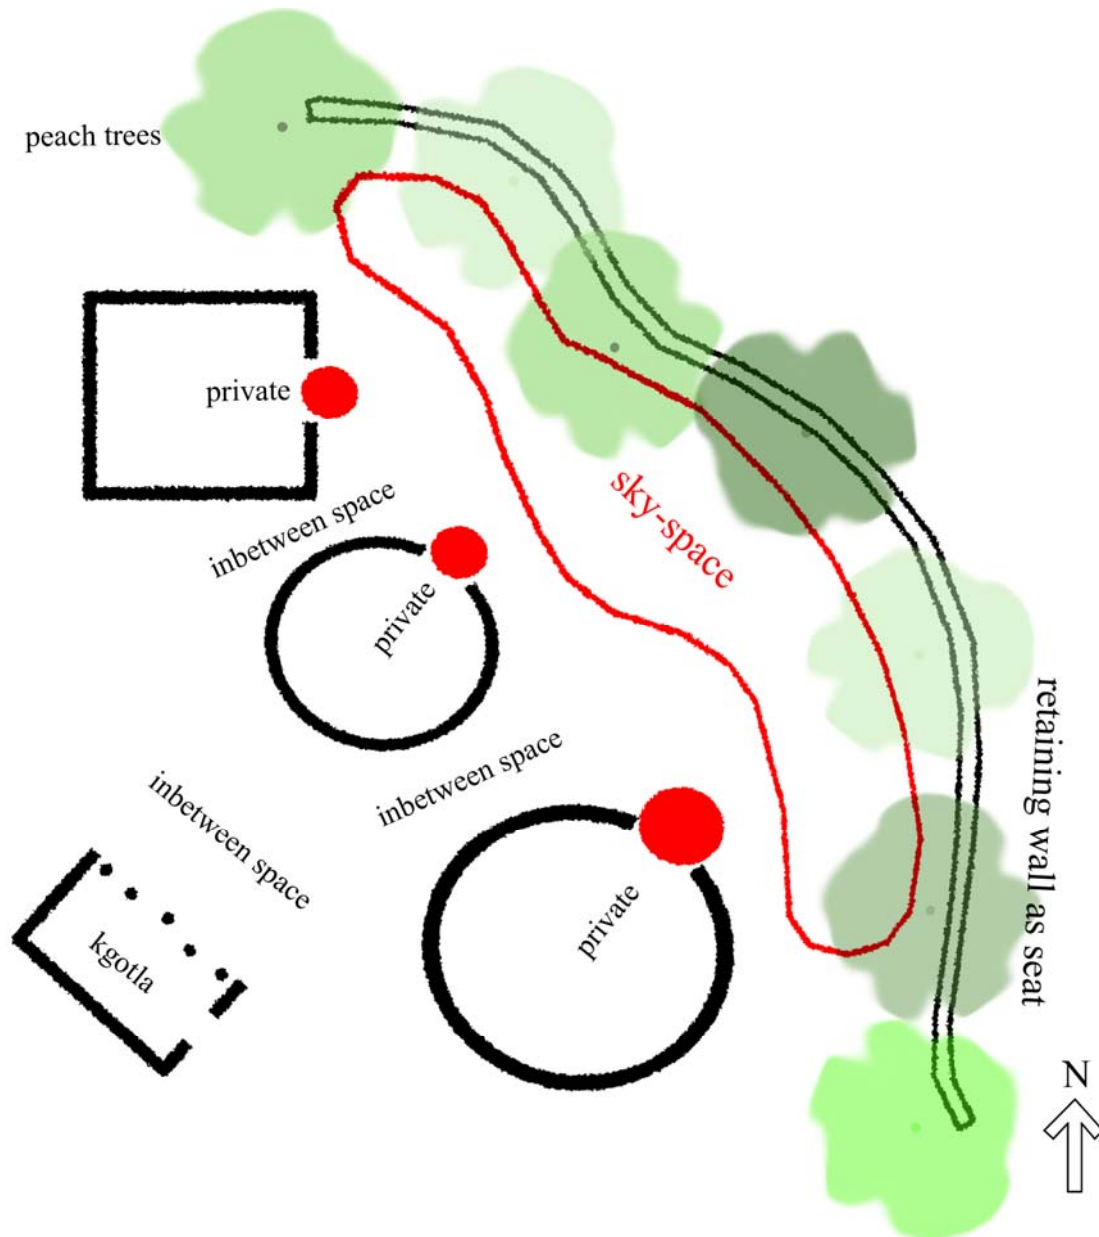 peach trees
private
inbetween space
sky-space
private
retaining wall as seat
inbetween space
inbetween space
private
kgotla
N